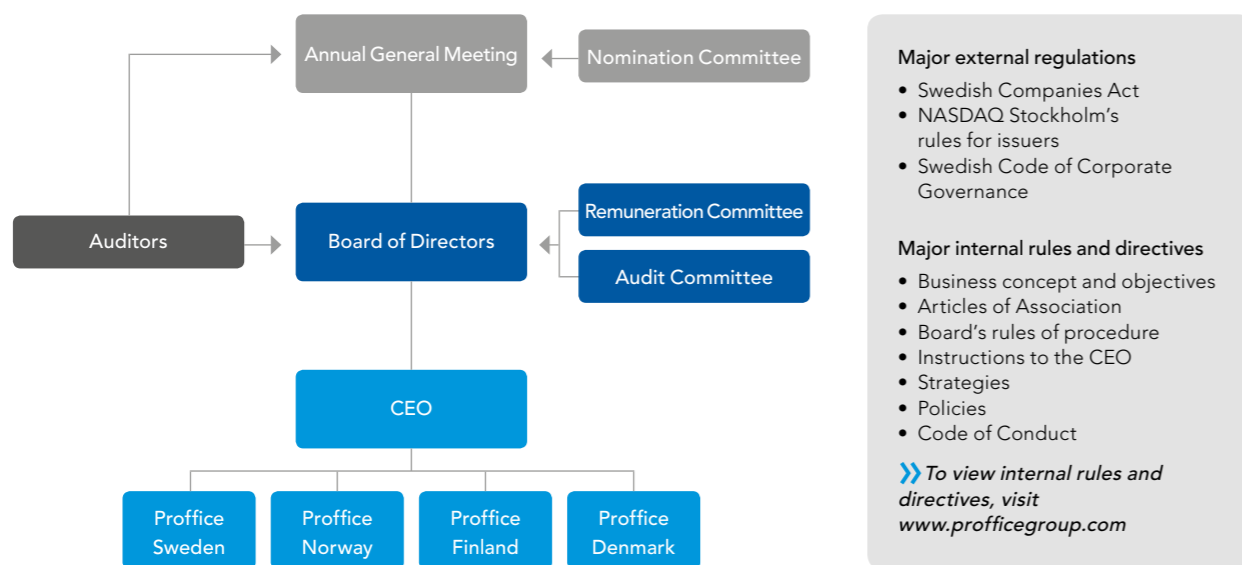 Annual General Meeting
Nomination Committee
Auditors
Board of Directors
Remuneration Committee
Audit Committee
CEO
Proffice
Sweden
Proffice
Norway
Proffice
Finland
Proffice
Denmark
Major external regulations
• Swedish Companies Act
• NASDAQ Stockholm’s
rules for issuers
• Swedish Code of Corporate
Governance
Major internal rules and directives
• Business concept and objectives
• Articles of Association
• Board’s rules of procedure
• Instructions to the CEO
• Strategies
• Policies
• Code of Conduct
To view internal rules and
directives, visit
www.profficegroup.com